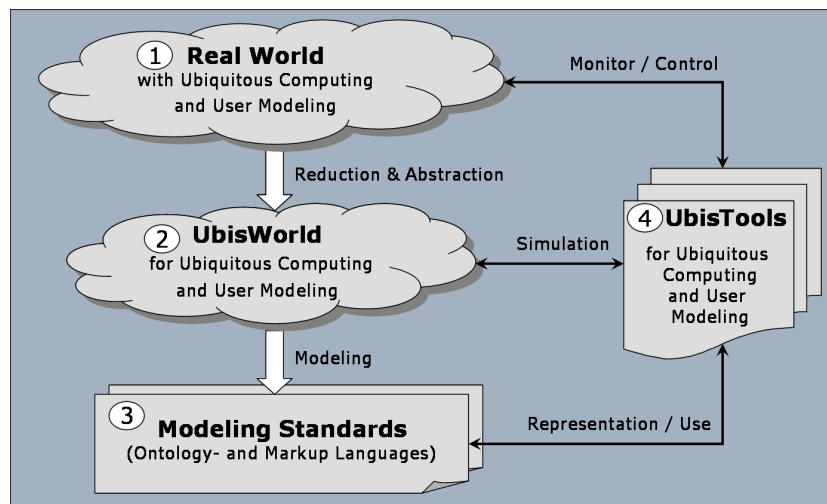 1 Real World
with Ubiquitous Computing
and User Modeling
Monitor / Control
Reduction & Abstraction
2 UbisWorld
for Ubiquitous Computing
and User Modeling
Simulation
4 UbisTools
for Ubiquitous
Computing
and User
Modeling
Modeling
3 Modeling Standards
(Ontology- and Markup Languages)
Representation / Use